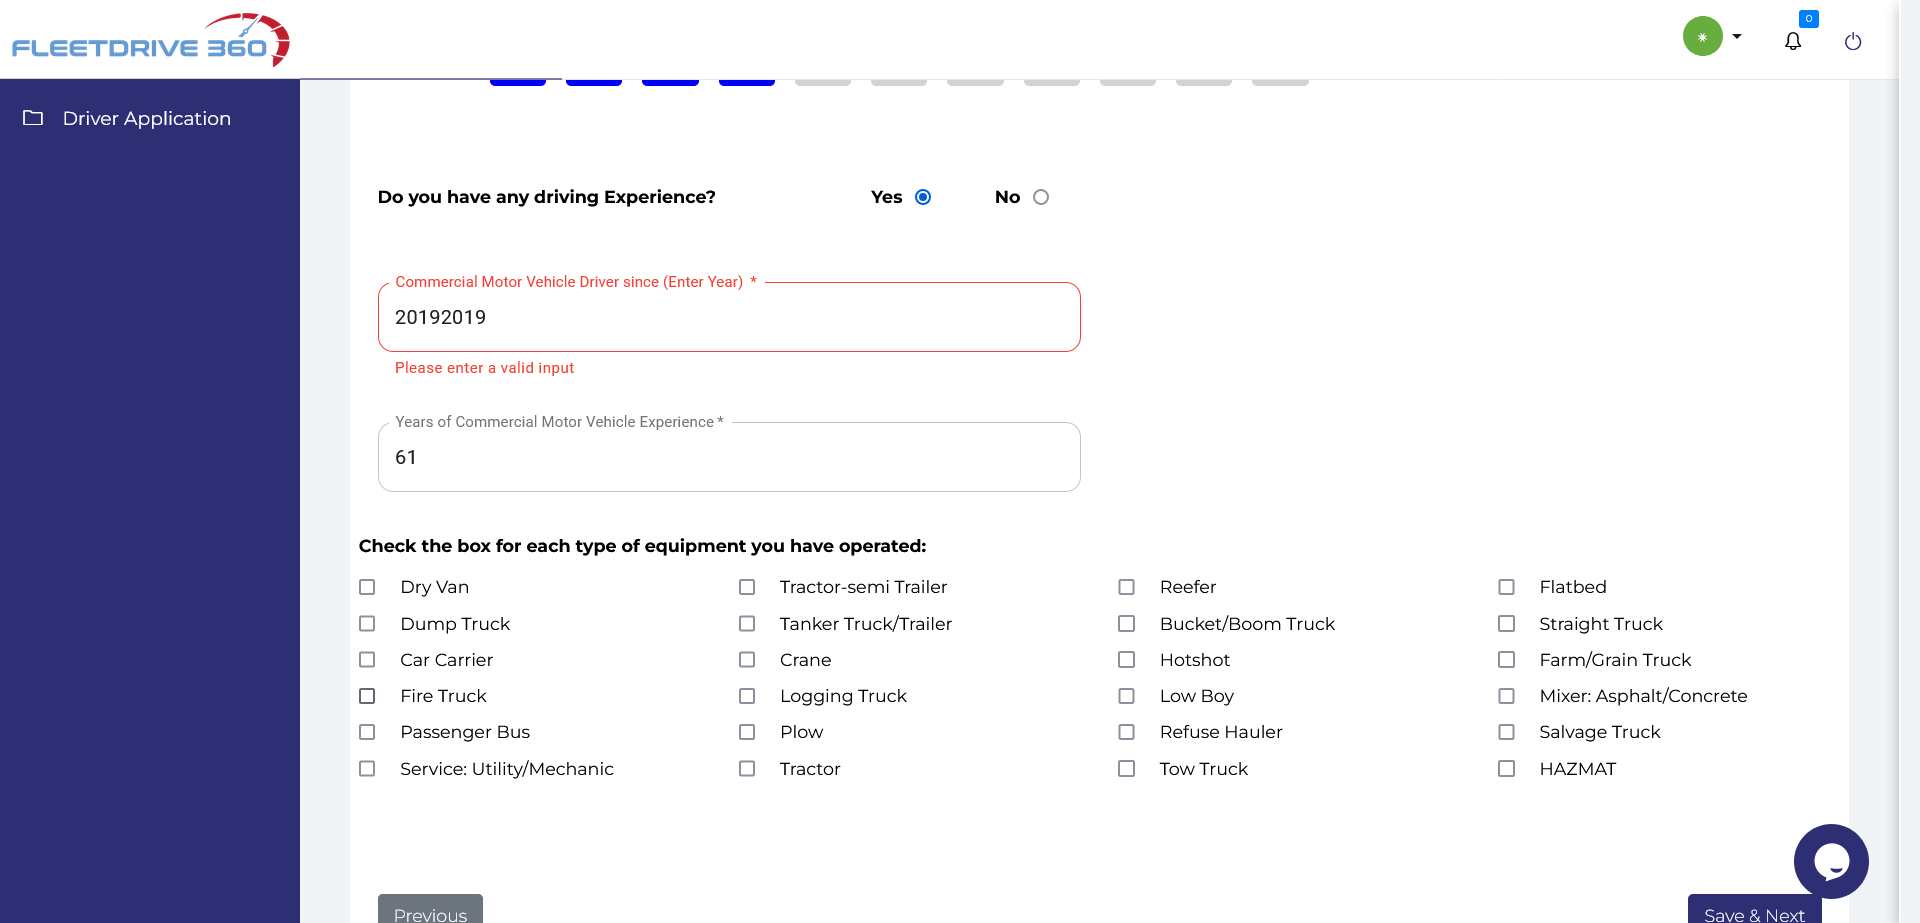 FLEETDRIVE 360
0
Driver Application
Do you have any driving Experience? Yes No
Commercial Motor Vehicle Driver since (Enter Year) *
20192019
Please enter a valid input
Years of Commercial Motor Vehicle Experience *
61
Check the box for each type of equipment you have operated:
Dry Van Tractor-semi Trailer Reefer Flatbed
Dump Truck Tanker Truck/Trailer Bucket/Boom Truck Straight Truck
Car Carrier Crane Hotshot Farm/Grain Truck
Fire Truck Logging Truck Low Boy Mixer: Asphalt/Concrete
Passenger Bus Plow Refuse Hauler Salvage Truck
Service: Utility/Mechanic Tractor Tow Truck HAZMAT
Previous Save & Next